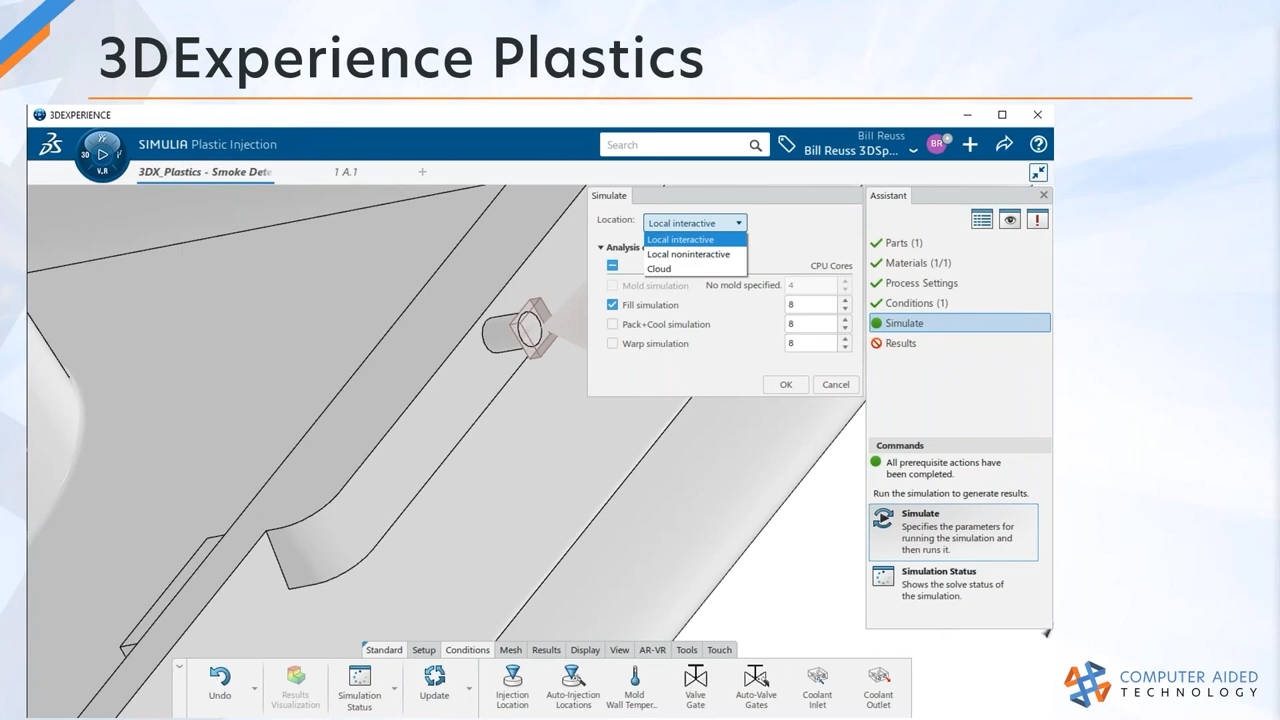 3DExperience Plastics
3DEXPERIENCE
SIMULIA Plastic Injection
3D
V.R
Search
Bill Reuss
Bill Reuss 3DSp...
BR
3DX_Plastics - Smoke Dete
1 A.1
Simulate
Location:
Local interactive
Local interactive
Local noninteractive
Cloud
Analysis
CPU Cores
Mold simulation
No mold specified.
4
Fill simulation
8
Pack+Cool simulation
8
Warp simulation
8
OK
Cancel
Assistant
Parts (1)
Materials (1/1)
Process Settings
Conditions (1)
Simulate
Results
Commands
All prerequisite actions have
been completed.
Run the simulation to generate results.
Simulate
Specifies the parameters for
running the simulation and
then runs it.
Simulation Status
Shows the solve status of
the simulation.
Standard
Setup
Conditions
Mesh
Results
Display
View
AR-VR
Tools
Touch
Undo
Results
Visualization
Simulation
Status
Update
Injection
Location
Auto-Injection
Locations
Mold
Wall Temper...
Valve
Gate
Auto-Valve
Gates
Coolant
Inlet
Coolant
Outlet
COMPUTER AIDED
TECHNOLOGY